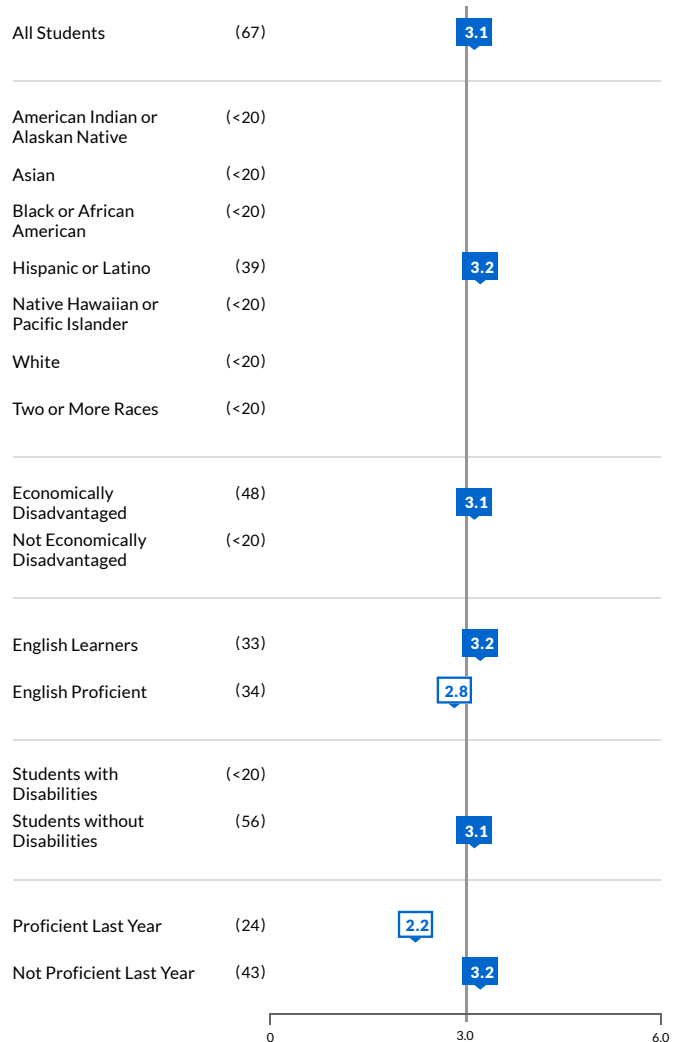 All Students (67) 3.1
American Indian or (<20)
Alaskan Native
Asian (<20)
Black or African (<20)
American
Hispanic or Latino (39) 3.2
Native Hawaiian or (<20)
Pacific Islander
White (<20)
Two or More Races (<20)
Economically (48) 3.1
Disadvantaged
Not Economically (<20)
Disadvantaged
English Learners (33) 3.2
English Proficient (34) 2.8
Students with (<20)
Disabilities
Students without (56) 3.1
Disabilities
Proficient Last Year (24) 2.2
Not Proficient Last Year (43) 3.2
0 3.0 6.0